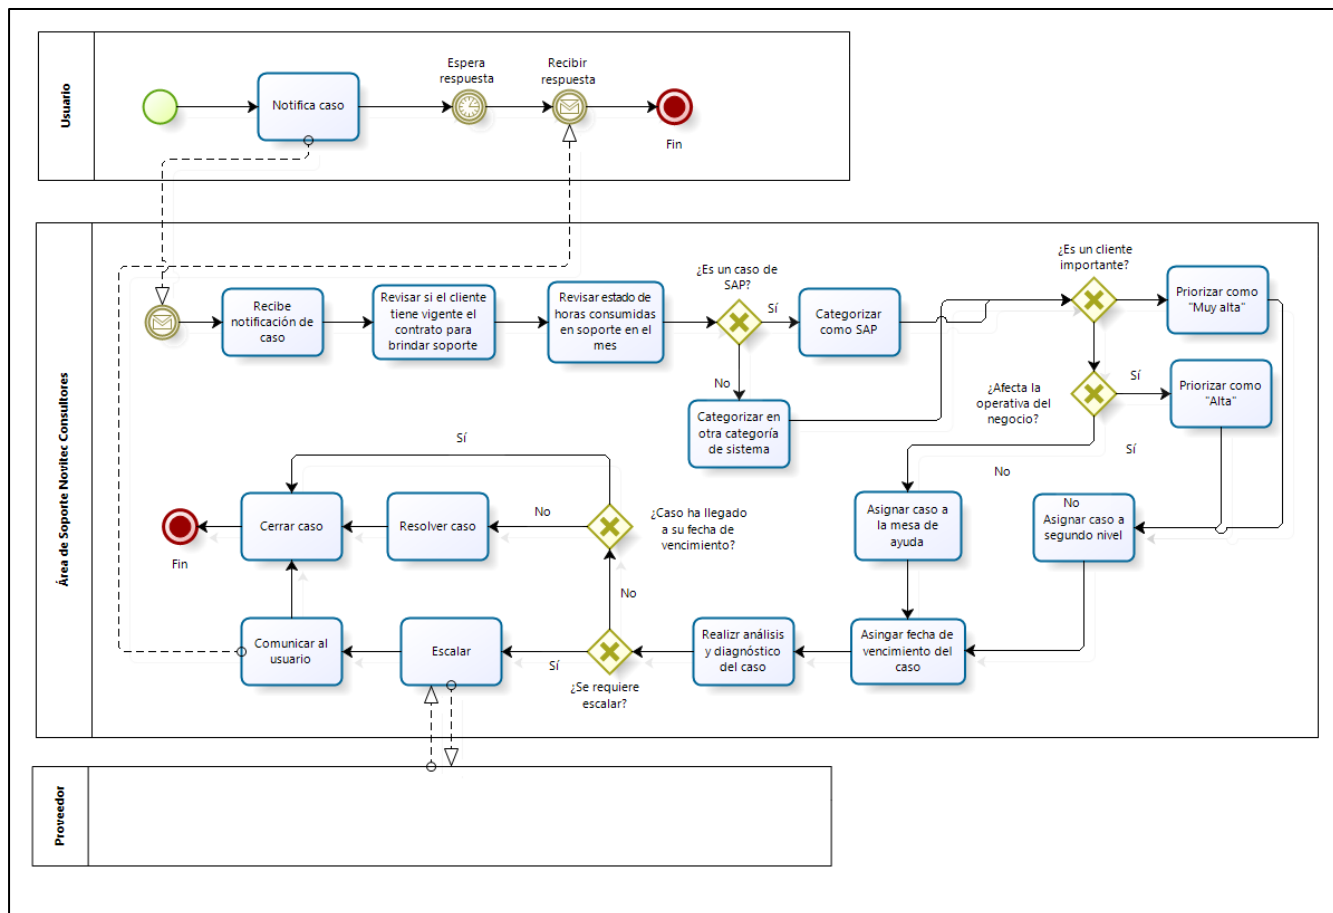 Usuario
Notifica caso
Espera
respuesta
Recibir
respuesta
Fin
Área de Soporte Novitec Consultores
Recibe
notificación de
caso
Revisar si el cliente
tiene vigente el
contrato para
brindar soporte
Revisar estado de
horas consumidas
en soporte en el
mes
¿Es un caso de
SAP?
Sí
No
Categorizar
como SAP
Categorizar en
otra categoría
de sistema
¿Es un cliente
importante?
Priorizar como
"Muy alta"
¿Afecta la
operativa del
negocio?
Sí
Priorizar como
"Alta"
Sí
No
Asignar caso a
la mesa de
ayuda
No
Asignar caso a
segundo nivel
Asingar fecha de
vencimiento del
caso
Realizr análisis
y diagnóstico
del caso
¿Se requiere
escalar?
Sí
No
¿Caso ha llegado
a su fecha de
vencimiento?
Sí
No
Resolver caso
Cerrar caso
Fin
Escalar
Comunicar al
usuario
Proveedor